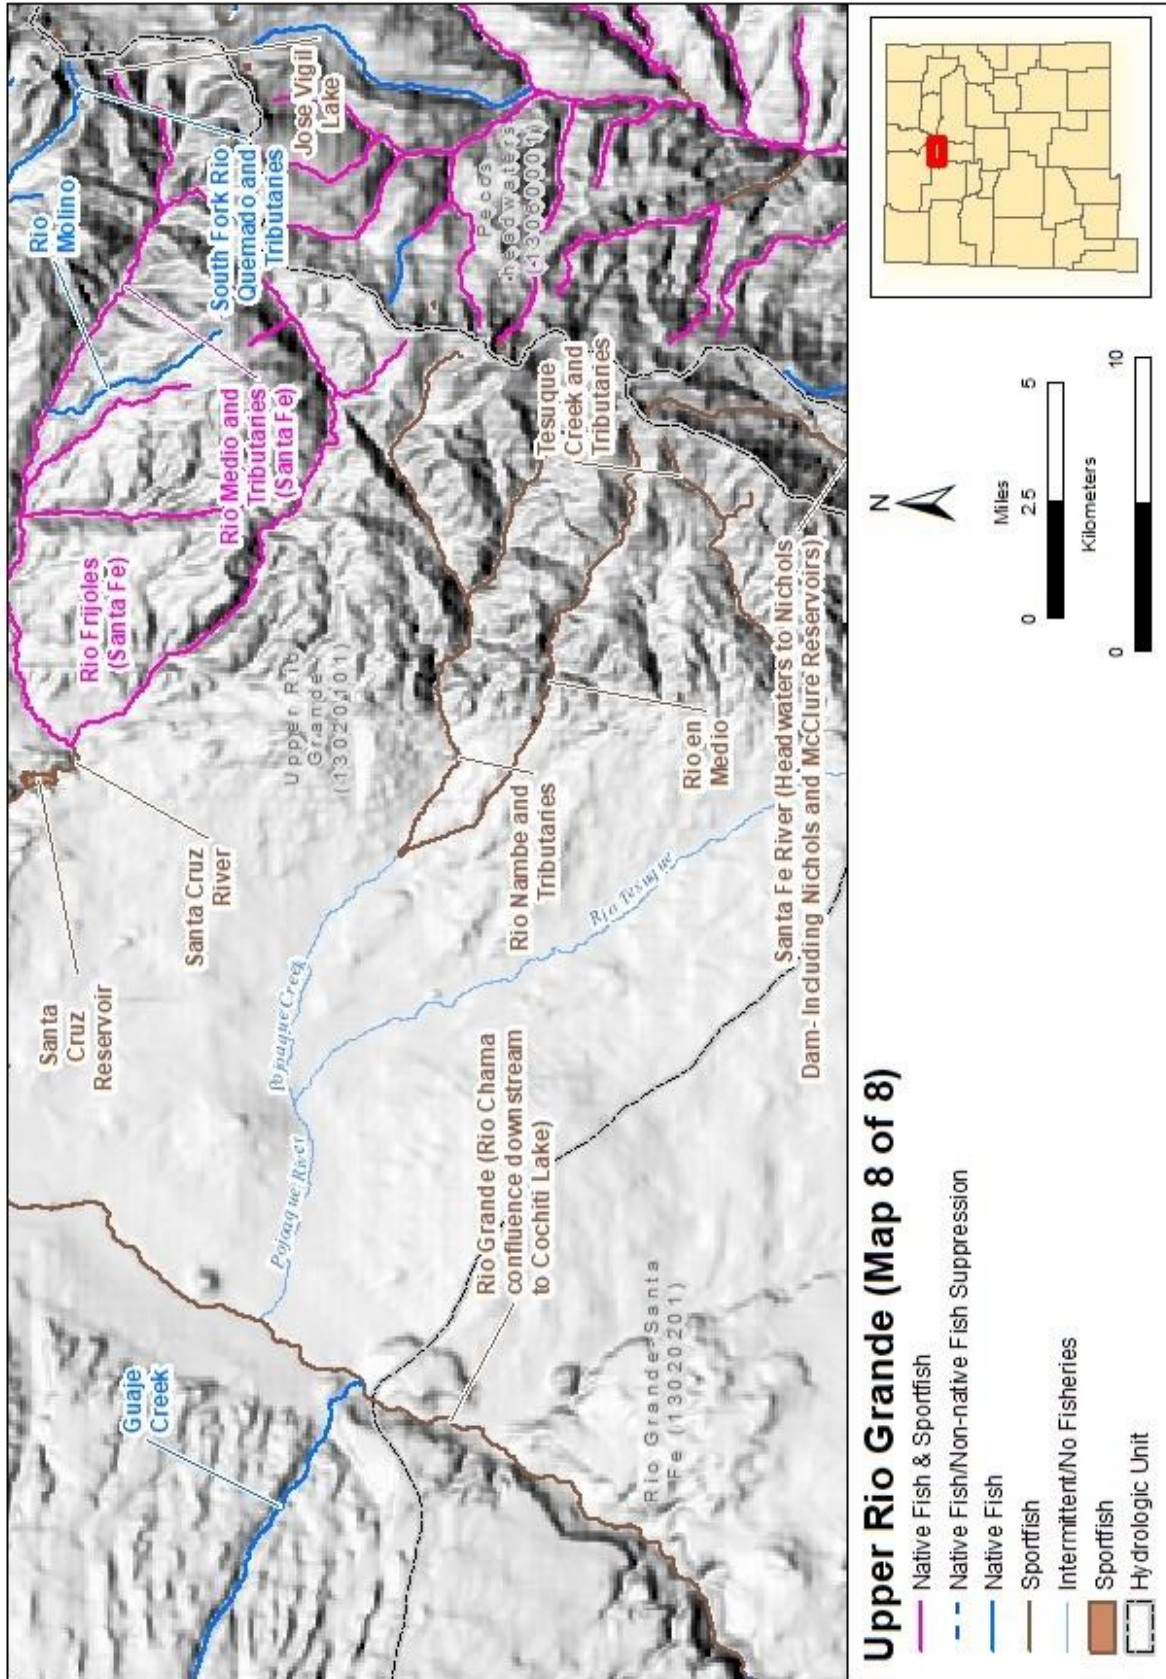 Rio
Molino
South Fork Rio
Quemado and
Tributaries
Jose Vigil
Lake
Santa
Cruz
Reservoir
Santa Cruz
River
Rio Frijoles
(Santa Fe)
Rio Medio and
Tributaries
(Santa Fe)
Guaje
Creek
Pojoaque River
Pojoaque Creek
Upper Rio
Grande
(13020101)
Pecos
headwaters
(13060001)
Rio Grande (Rio Chama
confluence downstream
to Cochiti Lake)
Rio Nambe and
Tributaries
Tesuque
Creek and
Tributaries
Rio Tesuque
Rio en
Medio
Rio Grande-Santa
Fe (13020201)
Santa Fe River (Headwaters to Nichols
Dam- Including Nichols and McClure Reservoirs)
Upper Rio Grande (Map 8 of 8)
Native Fish & Sportfish
Native Fish/Non-native Fish Suppression
Native Fish
Sportfish
Intermittent/No Fisheries
Sportfish
Hydrologic Unit
N
Miles
0 2.5 5
Kilometers
0 10